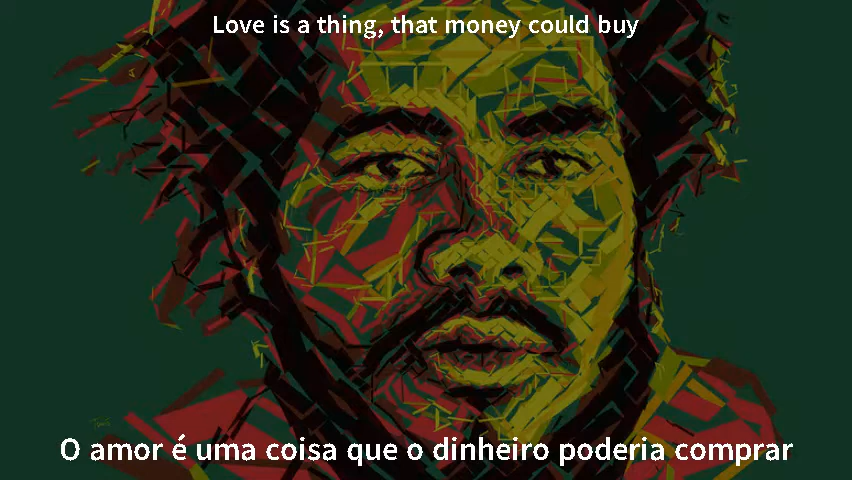 Love is a thing, that money could buy
O amor é uma coisa que o dinheiro poderia comprar